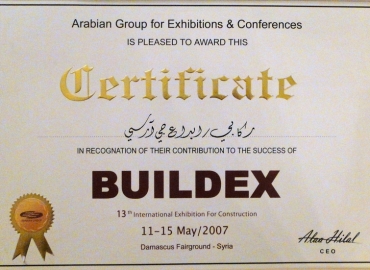 Arabian Group for Exhibitions & Conferences
IS PLEASED TO AWARD THIS
Certificate
IN RECOGNATION OF THEIR CONTRIBUTION TO THE SUCCESS OF
BUILDEX
13th International Exhibition For Construction
11-15 May/2007
Damascus Fairground - Syria
Alaa Hilal
CEO